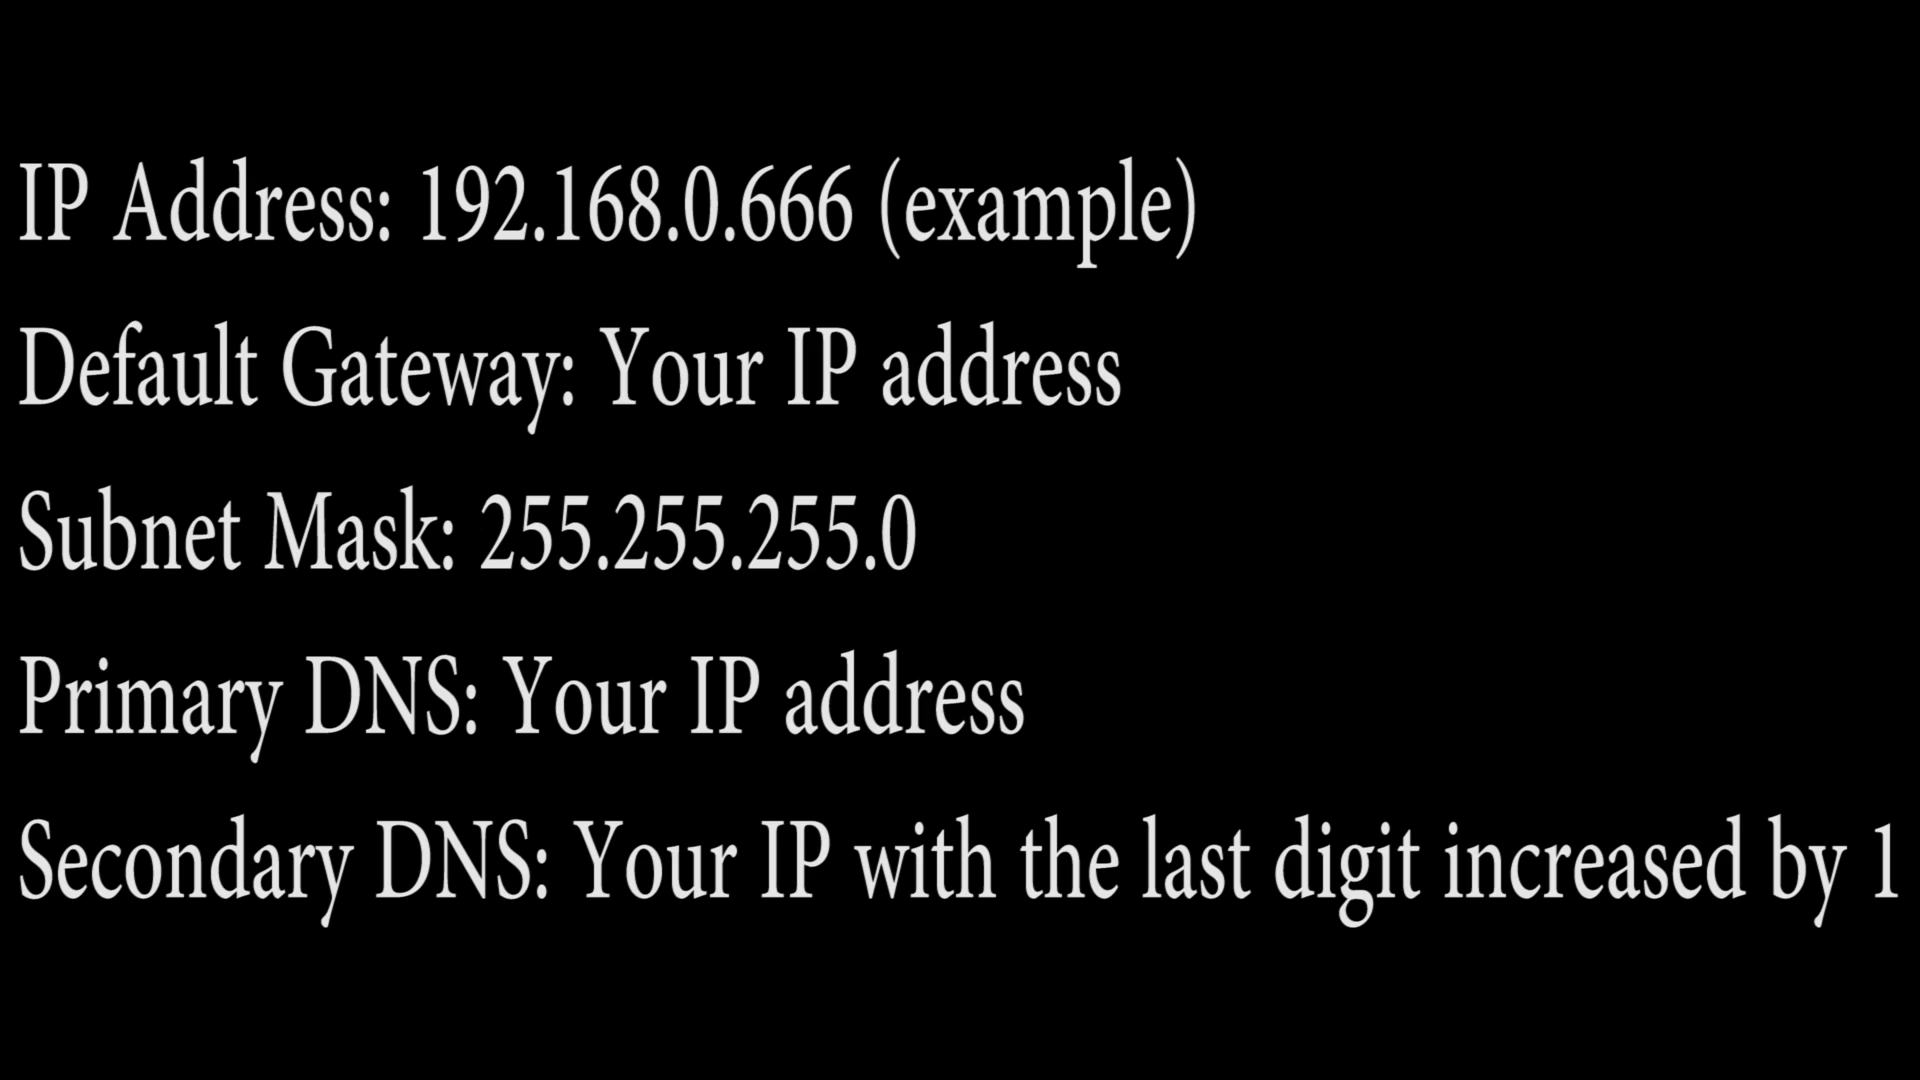 IP Address: 192.168.0.666 (example)
Default Gateway: Your IP address
Subnet Mask: 255.255.255.0
Primary DNS: Your IP address
Secondary DNS: Your IP with the last digit increased by 1